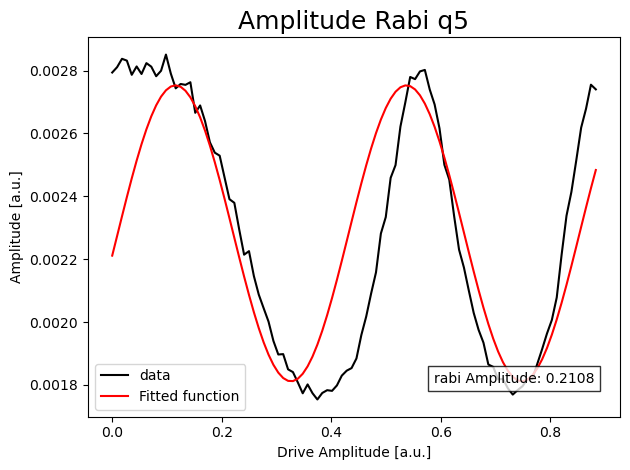 Amplitude Rabi q5
Amplitude [a.u.]
0.0028
0.0026
0.0024
0.0022
0.0020
0.0018
data
Fitted function
rabi Amplitude: 0.2108
0.0
0.2
0.4
0.6
0.8
Drive Amplitude [a.u.]